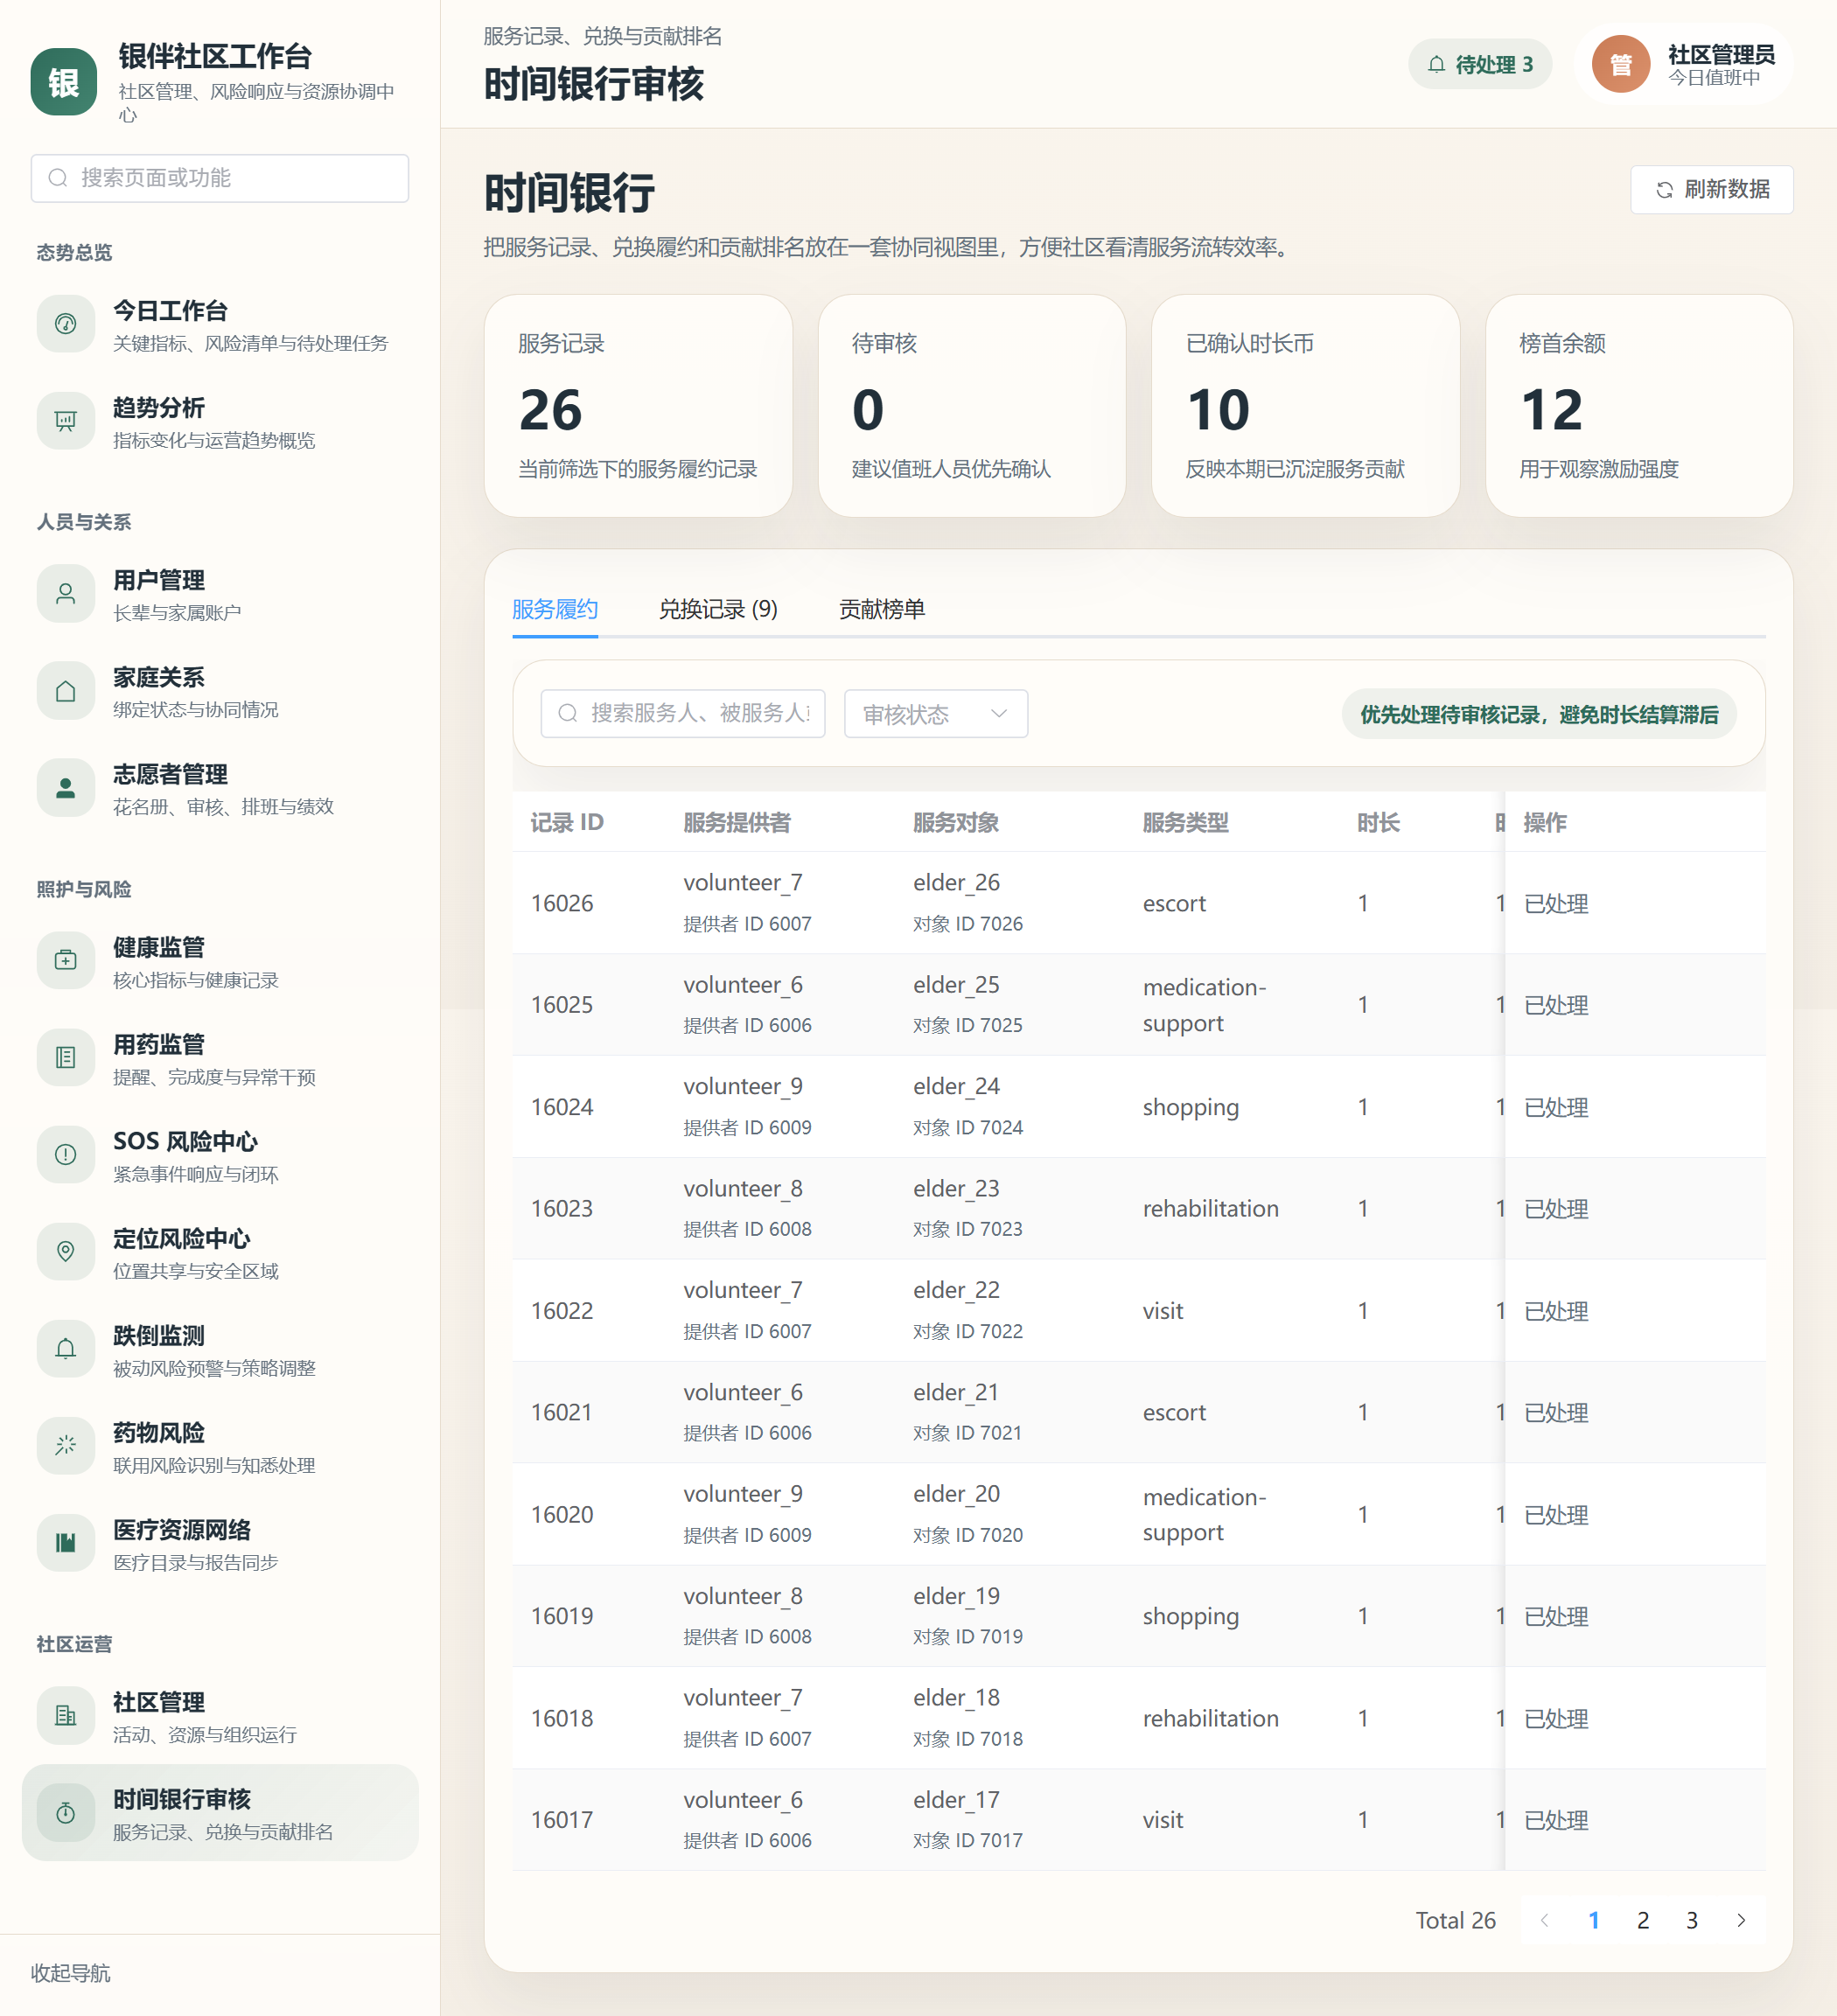 银
银伴社区工作台
社区管理、风险响应与资源协调中
心
搜索页面或功能
态势总览
今日工作台
关键指标、风险清单与待处理任务
趋势分析
指标变化与运营趋势概览
人员与关系
用户管理
长辈与家属账户
家庭关系
绑定状态与协同情况
志愿者管理
花名册、审核、排班与绩效
照护与风险
健康监管
核心指标与健康记录
用药监管
提醒、完成度与异常干预
SOS 风险中心
紧急事件响应与闭环
定位风险中心
位置共享与安全区域
跌倒监测
被动风险预警与策略调整
药物风险
联用风险识别与知悉处理
医疗资源网络
医疗目录与报告同步
社区运营
社区管理
活动、资源与组织运行
时间银行审核
服务记录、兑换与贡献排名
收起导航
服务记录、兑换与贡献排名
时间银行审核
待处理 3
管
社区管理员
今日值班中
时间银行
把服务记录、兑换履约和贡献排名放在一套协同视图里，方便社区看清服务流转效率。
刷新数据
服务记录
26
当前筛选下的服务履约记录
待审核
0
建议值班人员优先确认
已确认时长币
10
反映本期已沉淀服务贡献
榜首余额
12
用于观察激励强度
服务履约 兑换记录 (9) 贡献榜单
搜索服务人、被服务人
审核状态
优先处理待审核记录，避免时长结算滞后
记录 ID 服务提供者 服务对象 服务类型 时长 操作
16026 volunteer_7 提供者 ID 6007 elder_26 对象 ID 7026 escort 1 1 已处理
16025 volunteer_6 提供者 ID 6006 elder_25 对象 ID 7025 medication-support 1 1 已处理
16024 volunteer_9 提供者 ID 6009 elder_24 对象 ID 7024 shopping 1 1 已处理
16023 volunteer_8 提供者 ID 6008 elder_23 对象 ID 7023 rehabilitation 1 1 已处理
16022 volunteer_7 提供者 ID 6007 elder_22 对象 ID 7022 visit 1 1 已处理
16021 volunteer_6 提供者 ID 6006 elder_21 对象 ID 7021 escort 1 1 已处理
16020 volunteer_9 提供者 ID 6009 elder_20 对象 ID 7020 medication-support 1 1 已处理
16019 volunteer_8 提供者 ID 6008 elder_19 对象 ID 7019 shopping 1 1 已处理
16018 volunteer_7 提供者 ID 6007 elder_18 对象 ID 7018 rehabilitation 1 1 已处理
16017 volunteer_6 提供者 ID 6006 elder_17 对象 ID 7017 visit 1 1 已处理
Total 26 1 2 3